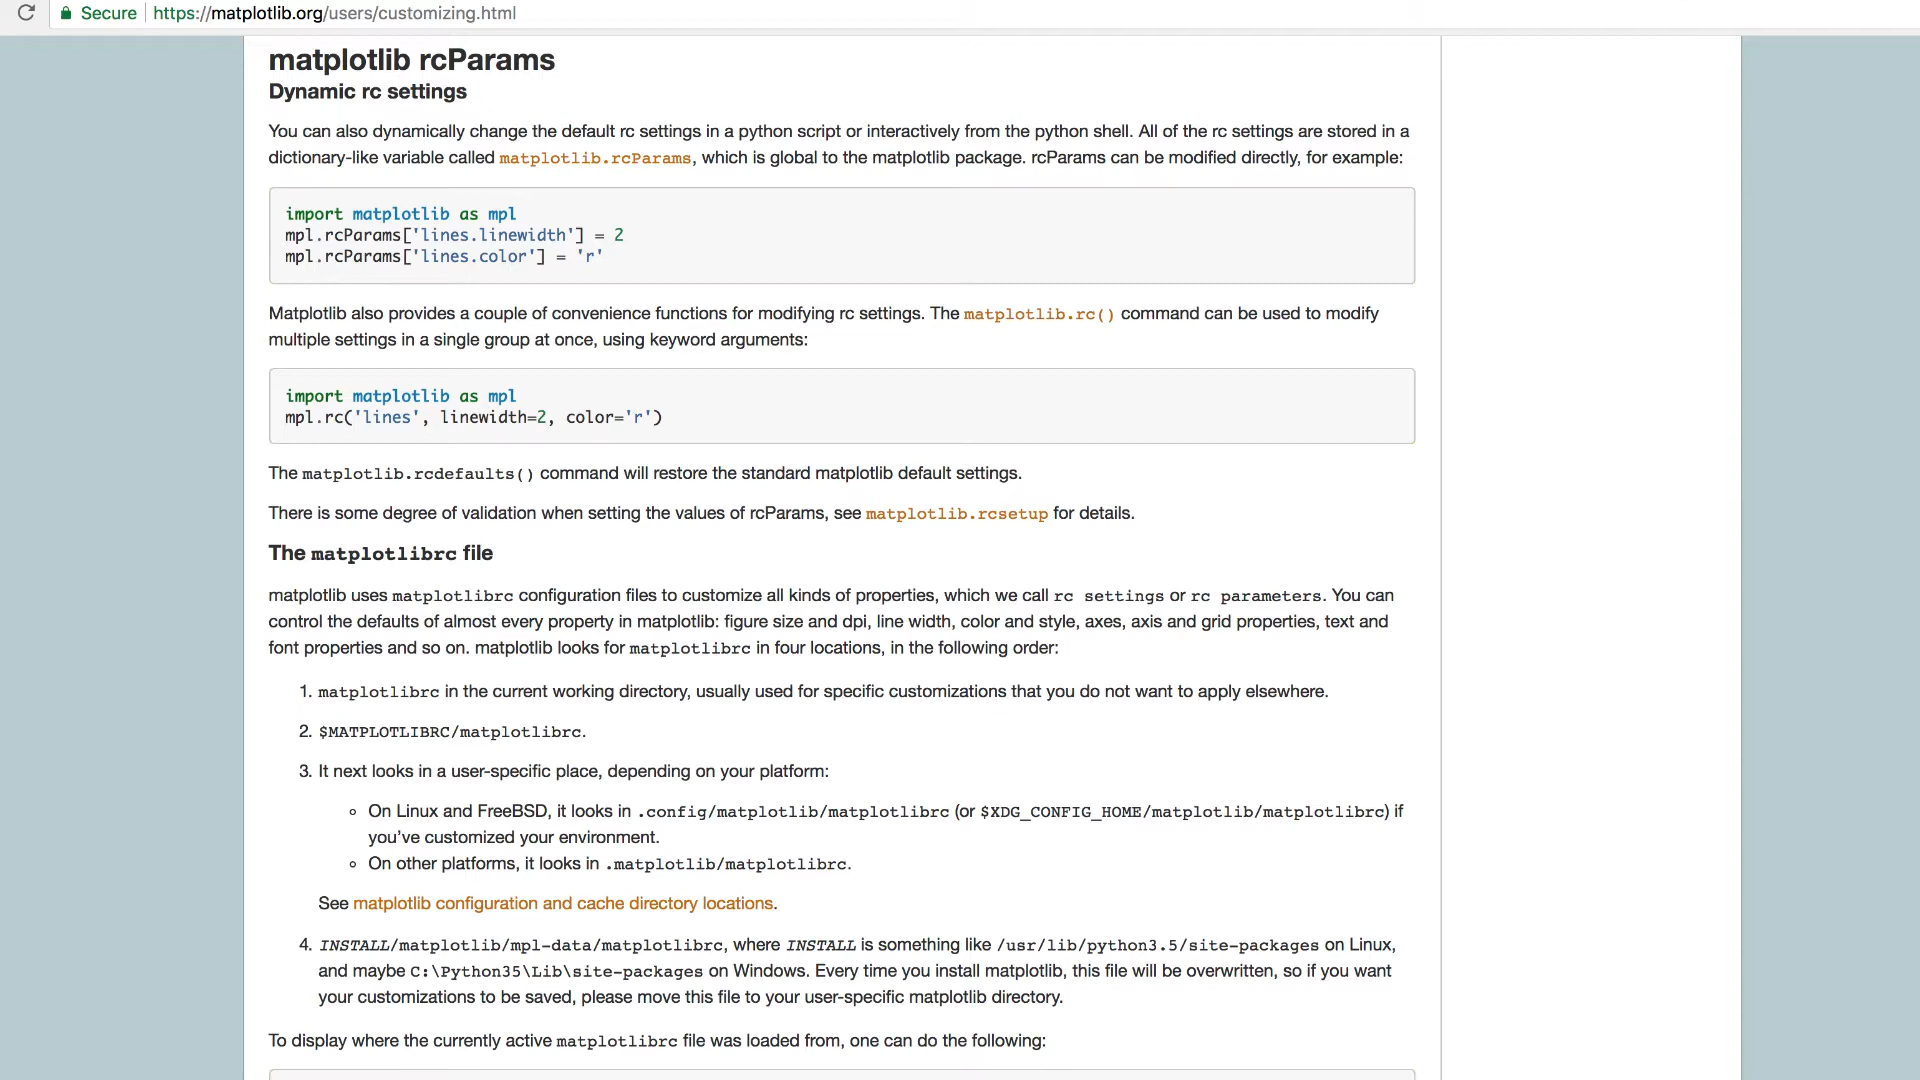 Secure https://matplotlib.org/users/customizing.html
matplotlib rcParams
Dynamic rc settings
You can also dynamically change the default rc settings in a python script or interactively from the python shell. All of the rc settings are stored in a
dictionary-like variable called matplotlib.rcParams, which is global to the matplotlib package. rcParams can be modified directly, for example:
import matplotlib as mpl
mpl.rcParams['lines.linewidth'] = 2
mpl.rcParams['lines.color'] = 'r'
Matplotlib also provides a couple of convenience functions for modifying rc settings. The matplotlib.rc() command can be used to modify
multiple settings in a single group at once, using keyword arguments:
import matplotlib as mpl
mpl.rc('lines', linewidth=2, color='r')
The matplotlib.rcdefaults() command will restore the standard matplotlib default settings.
There is some degree of validation when setting the values of rcParams, see matplotlib.rcsetup for details.
The matplotlibrc file
matplotlib uses matplotlibrc configuration files to customize all kinds of properties, which we call rc settings or rc parameters. You can
control the defaults of almost every property in matplotlib: figure size and dpi, line width, color and style, axes, axis and grid properties, text and
font properties and so on. matplotlib looks for matplotlibrc in four locations, in the following order:
1. matplotlibrc in the current working directory, usually used for specific customizations that you do not want to apply elsewhere.
2. $MATPLOTLIBRC/matplotlibrc.
3. It next looks in a user-specific place, depending on your platform:
◦ On Linux and FreeBSD, it looks in .config/matplotlib/matplotlibrc (or $XDG_CONFIG_HOME/matplotlib/matplotlibrc) if
you’ve customized your environment.
◦ On other platforms, it looks in .matplotlib/matplotlibrc.
See matplotlib configuration and cache directory locations.
4. INSTALL/matplotlib/mpl-data/matplotlibrc, where INSTALL is something like /usr/lib/python3.5/site-packages on Linux,
and maybe C:\Python35\Lib\site-packages on Windows. Every time you install matplotlib, this file will be overwritten, so if you want
your customizations to be saved, please move this file to your user-specific matplotlib directory.
To display where the currently active matplotlibrc file was loaded from, one can do the following: